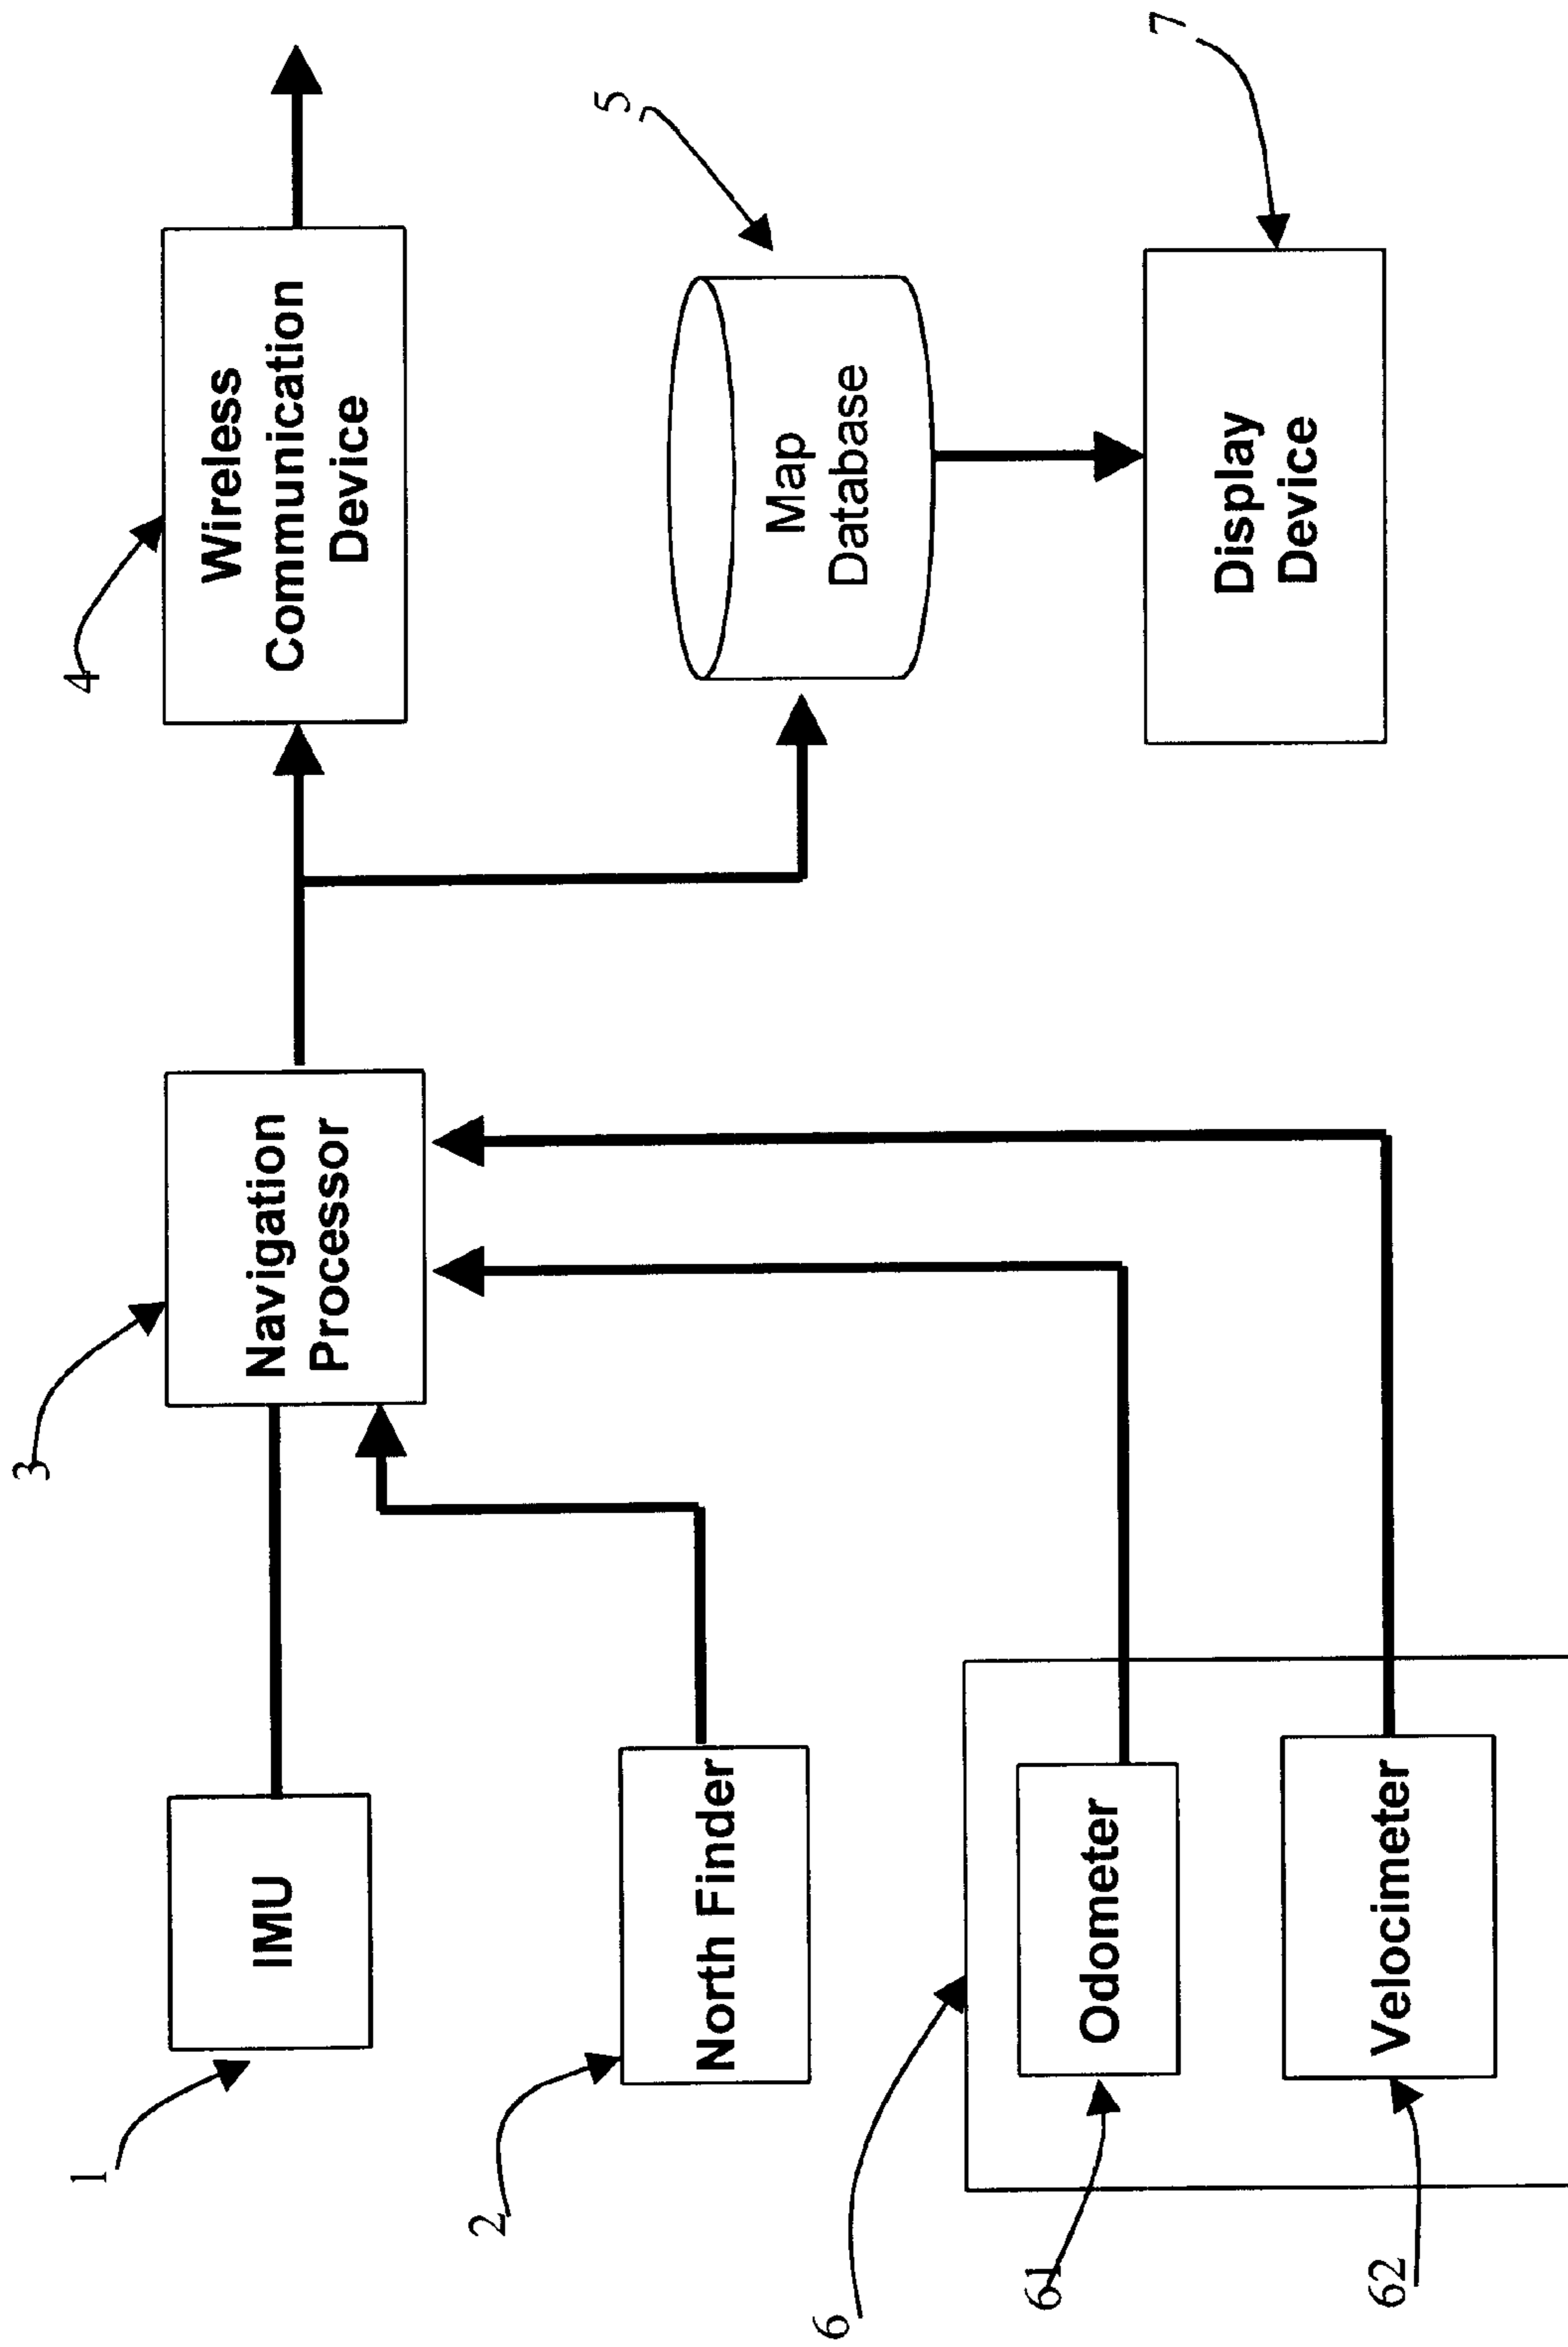 1
IMU
3
Navigation
Processor
4
Wireless
Communication
Device
2
North Finder
5
Map
Database
6
61
Odometer
62
Velocimeter
7
Display
Device